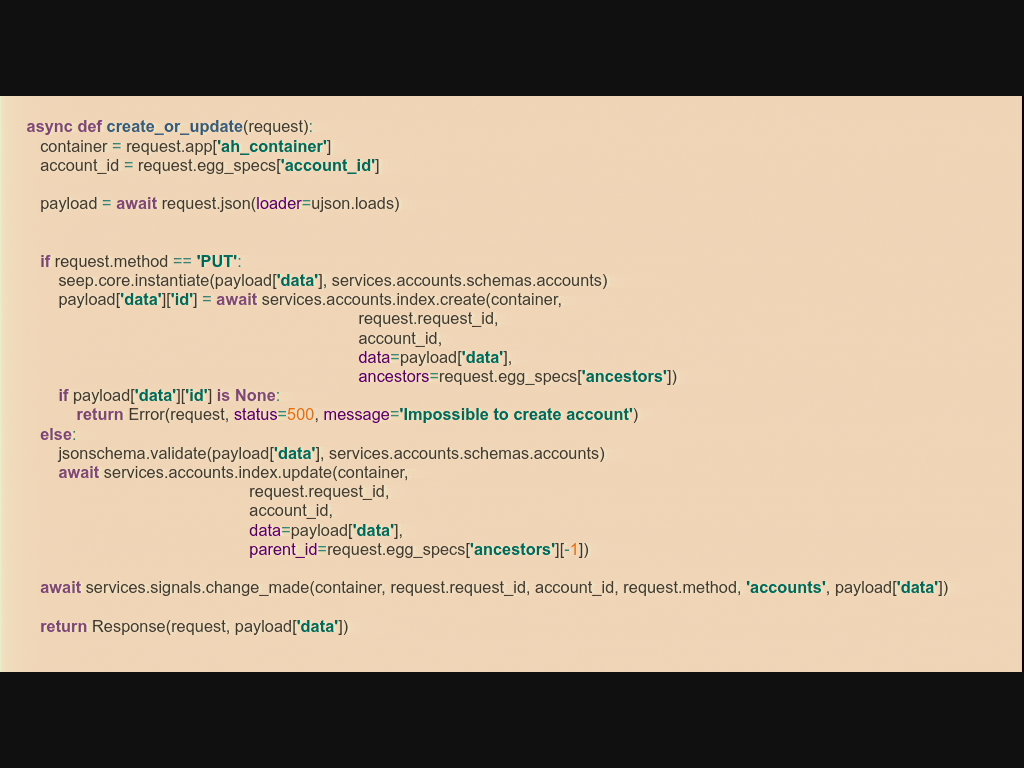 async def create_or_update(request):
container = request.app['ah_container']
account_id = request.egg_specs['account_id']
payload = await request.json(loader=ujson.loads)
if request.method == 'PUT':
seep.core.instantiate(payload['data'], services.accounts.schemas.accounts)
payload['data']['id'] = await services.accounts.index.create(container,
request.request_id,
account_id,
data=payload['data'],
ancestors=request.egg_specs['ancestors'])
if payload['data']['id'] is None:
return Error(request, status=500, message='Impossible to create account')
else:
jsonschema.validate(payload['data'], services.accounts.schemas.accounts)
await services.accounts.index.update(container,
request.request_id,
account_id,
data=payload['data'],
parent_id=request.egg_specs['ancestors'][-1])
await services.signals.change_made(container, request.request_id, account_id, request.method, 'accounts', payload['data'])
return Response(request, payload['data'])